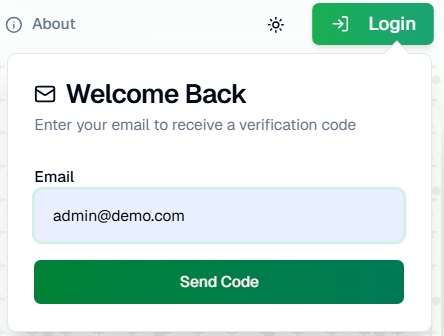 About
Login
Welcome Back
Enter your email to receive a verification code
Email
admin@demo.com
Send Code